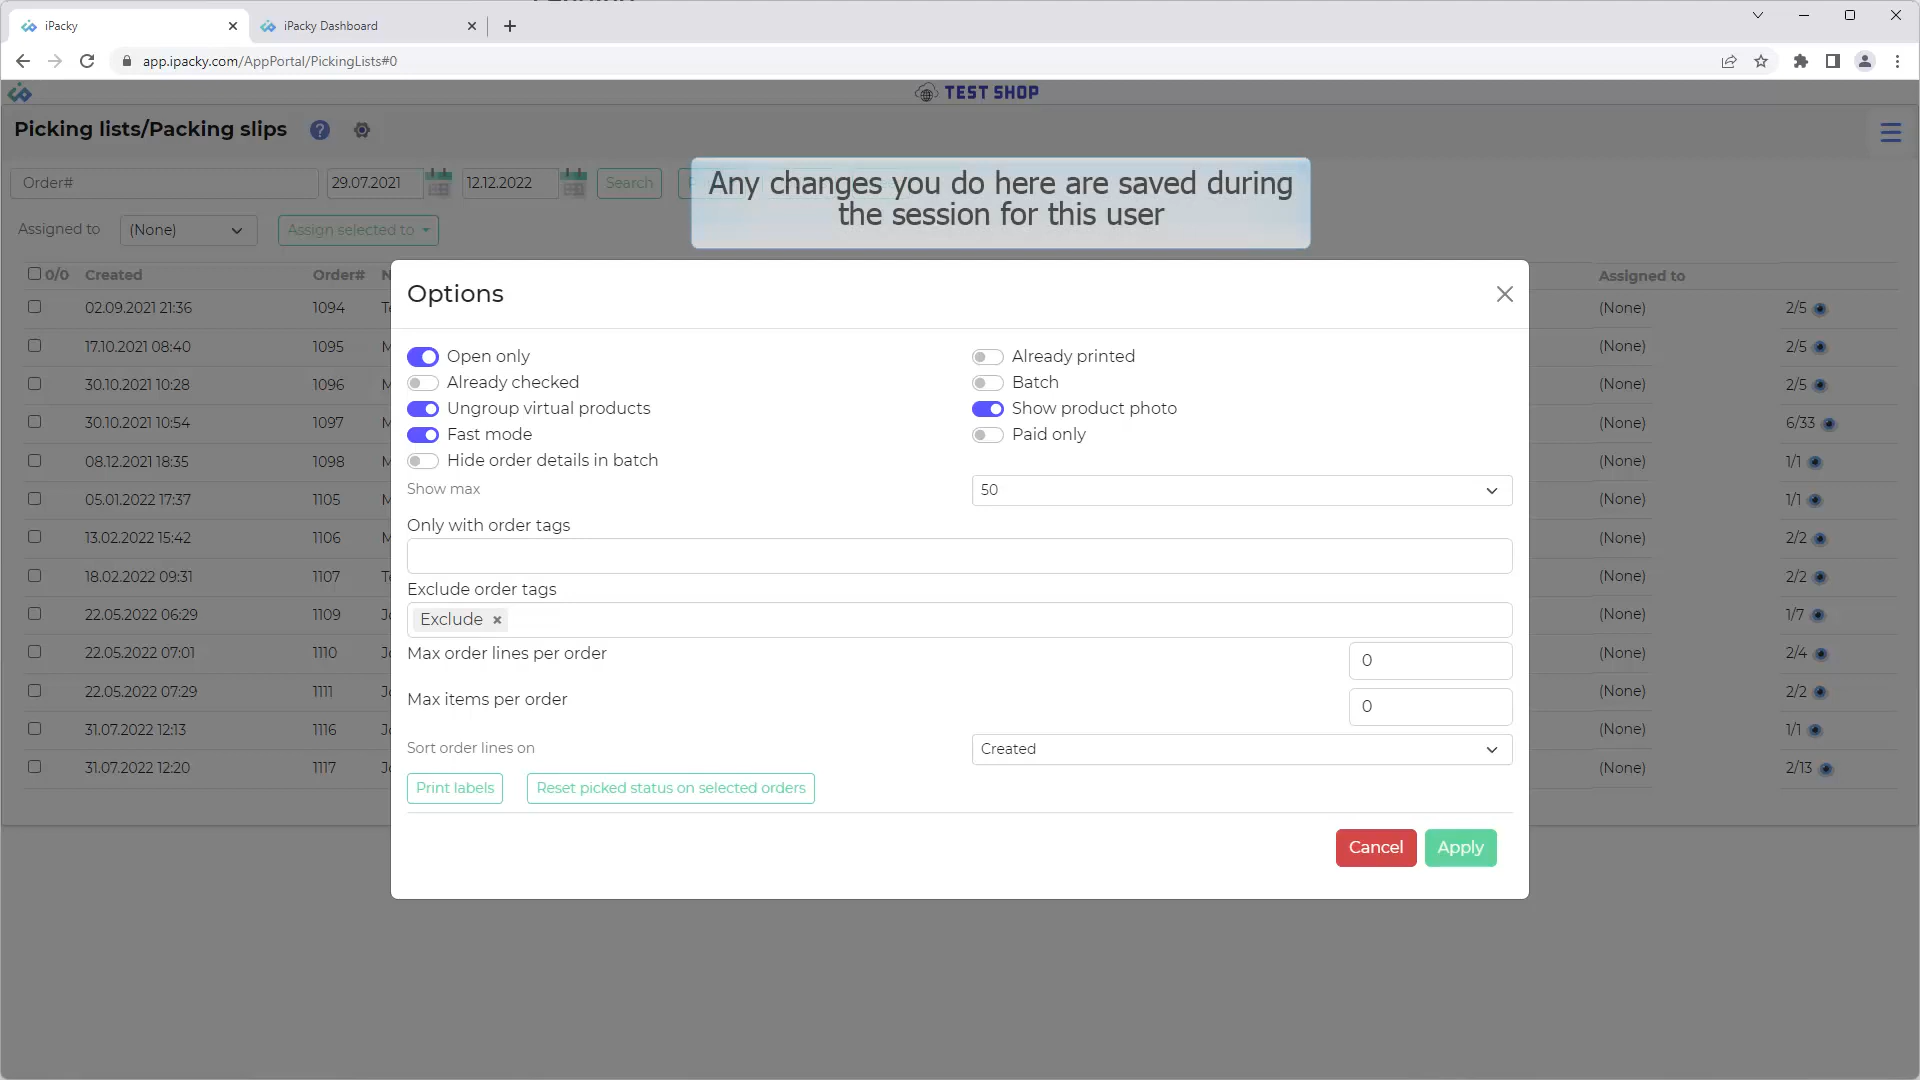 iPacky
iPacky Dashboard
app.ipacky.com/AppPortal/PickingLists#0
TEST SHOP
Picking lists/Packing slips
Order#
29.07.2021
12.12.2022
Search
Any changes you do here are saved during
the session for this user
Assigned to
(None)
Assign selected to
0/0 Created Order# Assigned to
02.09.2021 21:36 1094 (None) 2/5
17.10.2021 08:40 1095 (None) 2/5
30.10.2021 10:28 1096 (None) 2/5
30.10.2021 10:54 1097 (None) 6/33
08.12.2021 18:35 1098 (None) 1/1
05.01.2022 17:37 1105 (None) 1/1
13.02.2022 15:42 1106 (None) 2/2
18.02.2022 09:31 1107 (None) 2/2
22.05.2022 06:29 1109 (None) 1/7
22.05.2022 07:01 1110 (None) 2/4
22.05.2022 07:29 1111 (None) 2/2
31.07.2022 12:13 1116 (None) 1/1
31.07.2022 12:20 1117 (None) 2/13
Options
Open only
Already printed
Already checked
Batch
Ungroup virtual products
Show product photo
Fast mode
Paid only
Hide order details in batch
Show max
50
Only with order tags
Exclude order tags
Exclude
Max order lines per order
0
Max items per order
0
Sort order lines on
Created
Print labels
Reset picked status on selected orders
Cancel
Apply